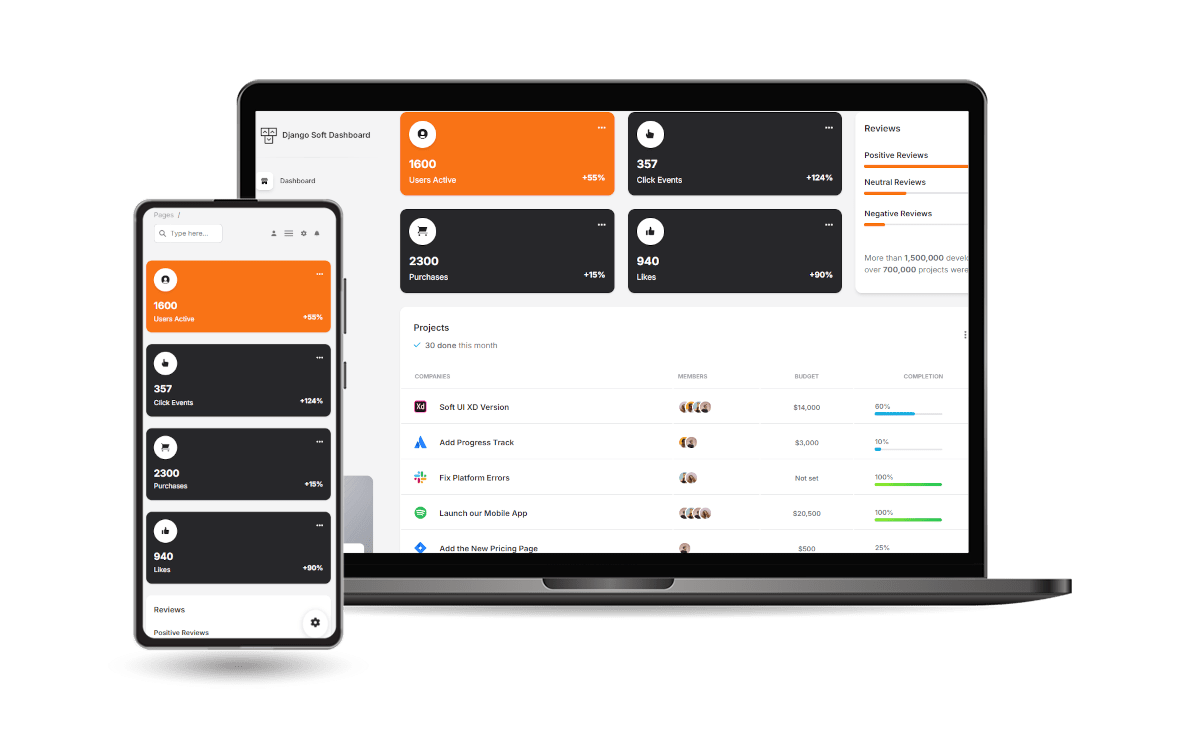 Django Soft Dashboard
Dashboard
1600
Users Active
+55%
357
Click Events
+124%
2300
Purchases
+15%
940
Likes
+90%
Reviews
Positive Reviews
Neutral Reviews
Negative Reviews
More than 1,500,000
over 700,000 projects were
Projects
30 done this month
COMPANIES MEMBERS BUDGET COMPLETION
Xd Soft UI XD Version $14,000 60%
Add Progress Track $3,000 10%
Fix Platform Errors Not set 100%
Launch our Mobile App $20,500 100%
Add the New Pricing Page $500 25%
Pages /
Type here...
1600
Users Active
+55%
357
Click Events
+124%
2300
Purchases
+15%
940
Likes
+90%
Reviews
Positive Reviews